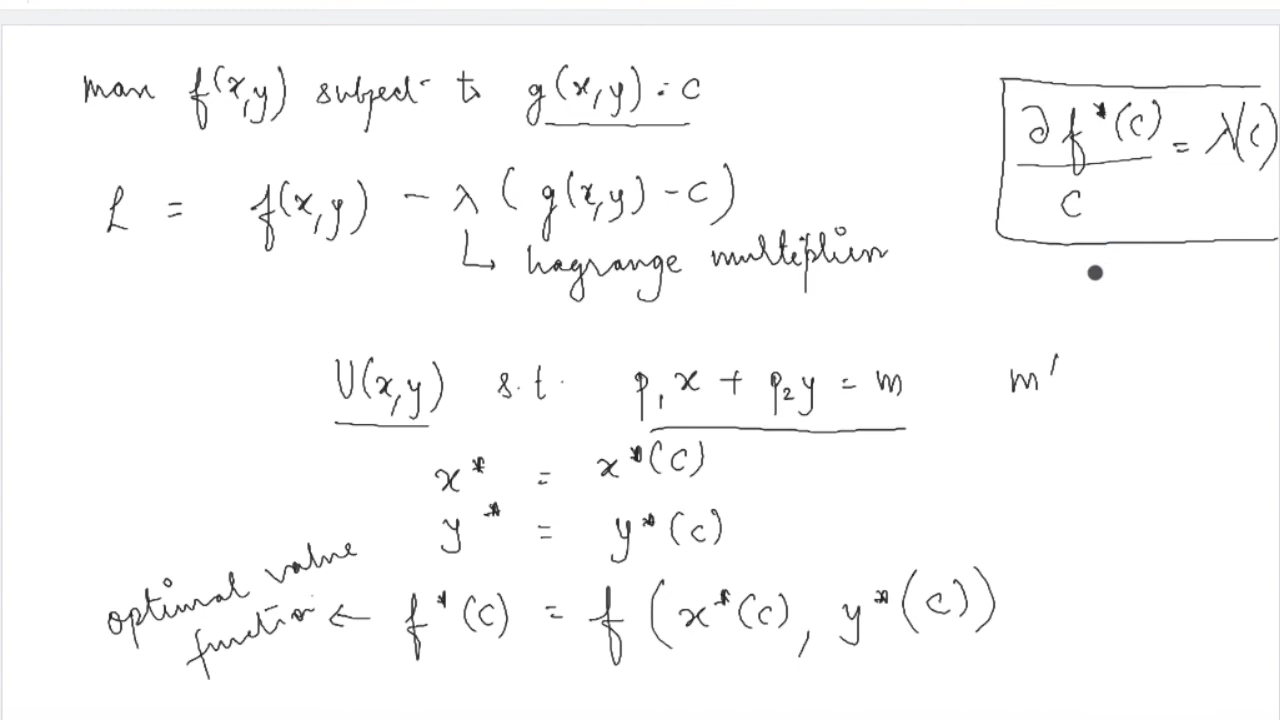 max f(x,y) subject to g(x,y) = c
∂f*(c)/c = λ(c)
L = f(x,y) - λ(g(x,y) - c)
↳ Lagrange multiplier
U(x,y) s.t. p₁x + p₂y = m m'
x* = x*(c)
y* = y*(c)
optimal value
function ← f*(c) = f(x*(c), y*(c))